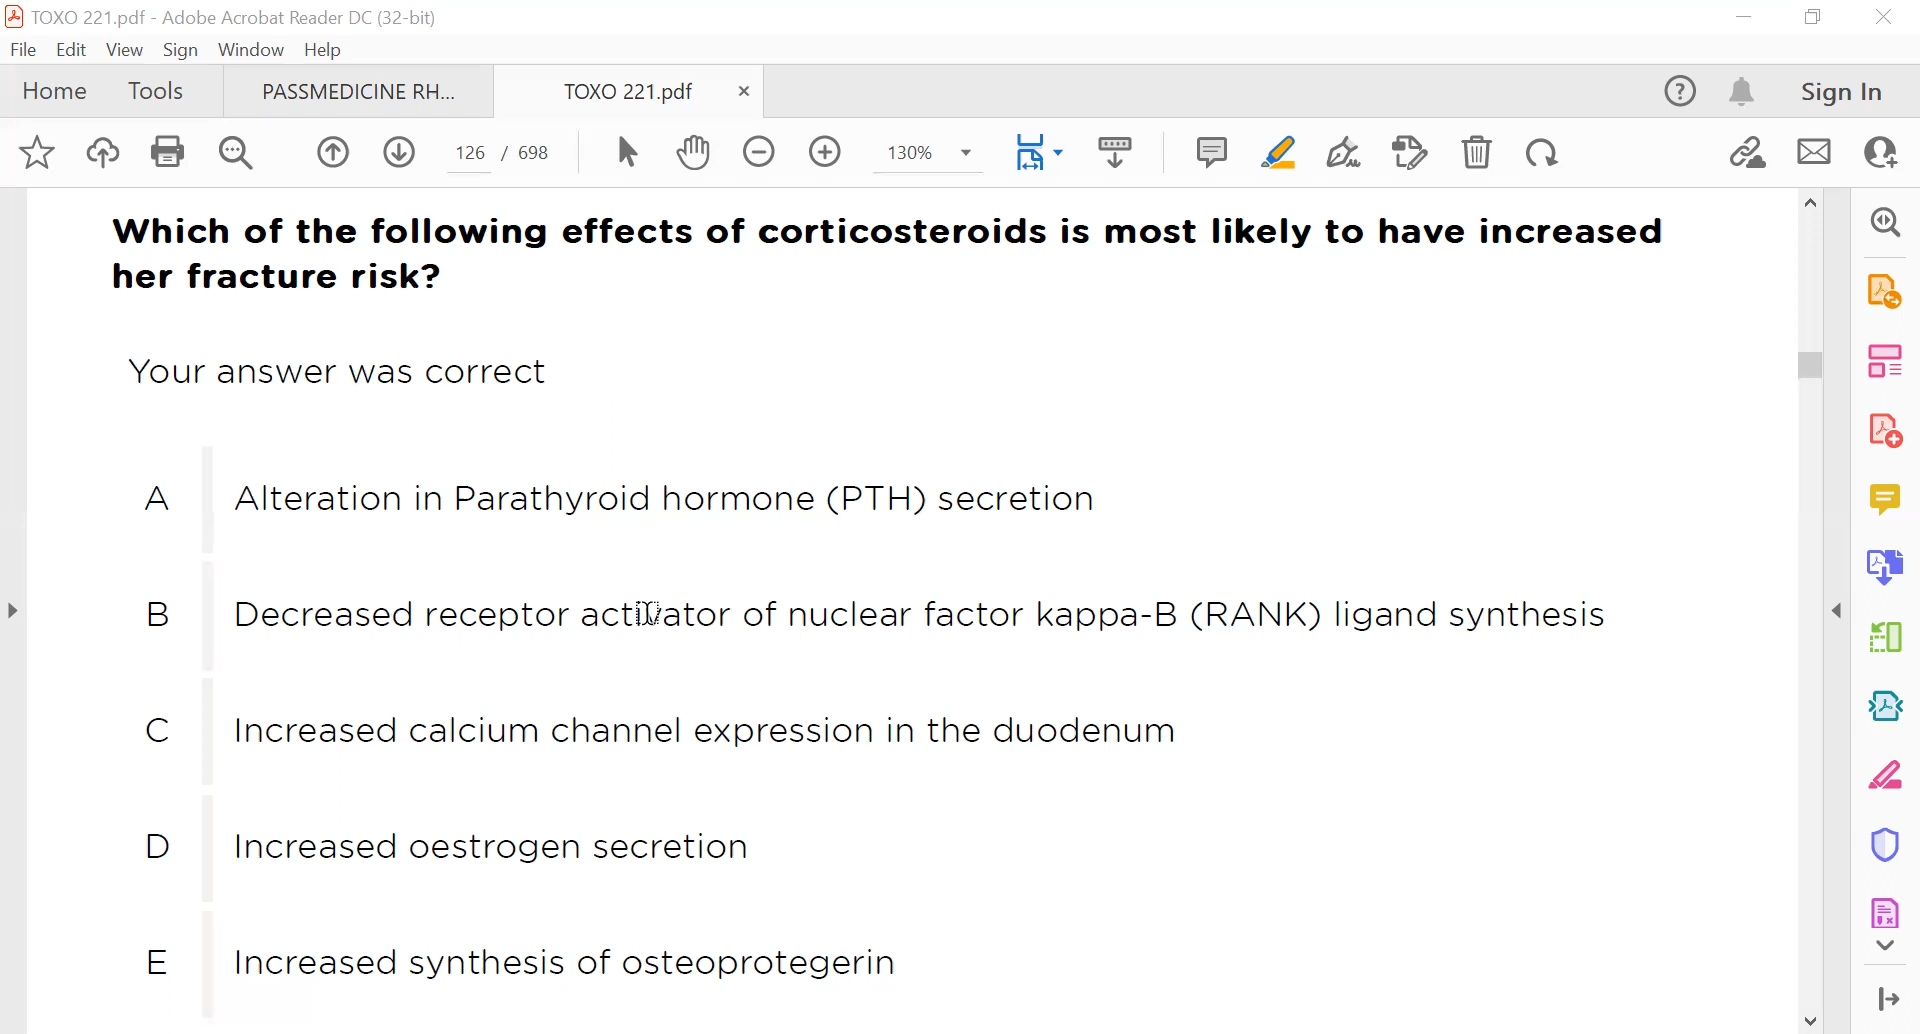 TOXO 221.pdf - Adobe Acrobat Reader DC (32-bit)
File Edit View Sign Window Help
Home Tools PASSMEDICINE RH... TOXO 221.pdf × Sign In
126 / 698 130%
Which of the following effects of corticosteroids is most likely to have increased
her fracture risk?
Your answer was correct
A Alteration in Parathyroid hormone (PTH) secretion
B Decreased receptor activator of nuclear factor kappa-B (RANK) ligand synthesis
C Increased calcium channel expression in the duodenum
D Increased oestrogen secretion
E Increased synthesis of osteoprotegerin